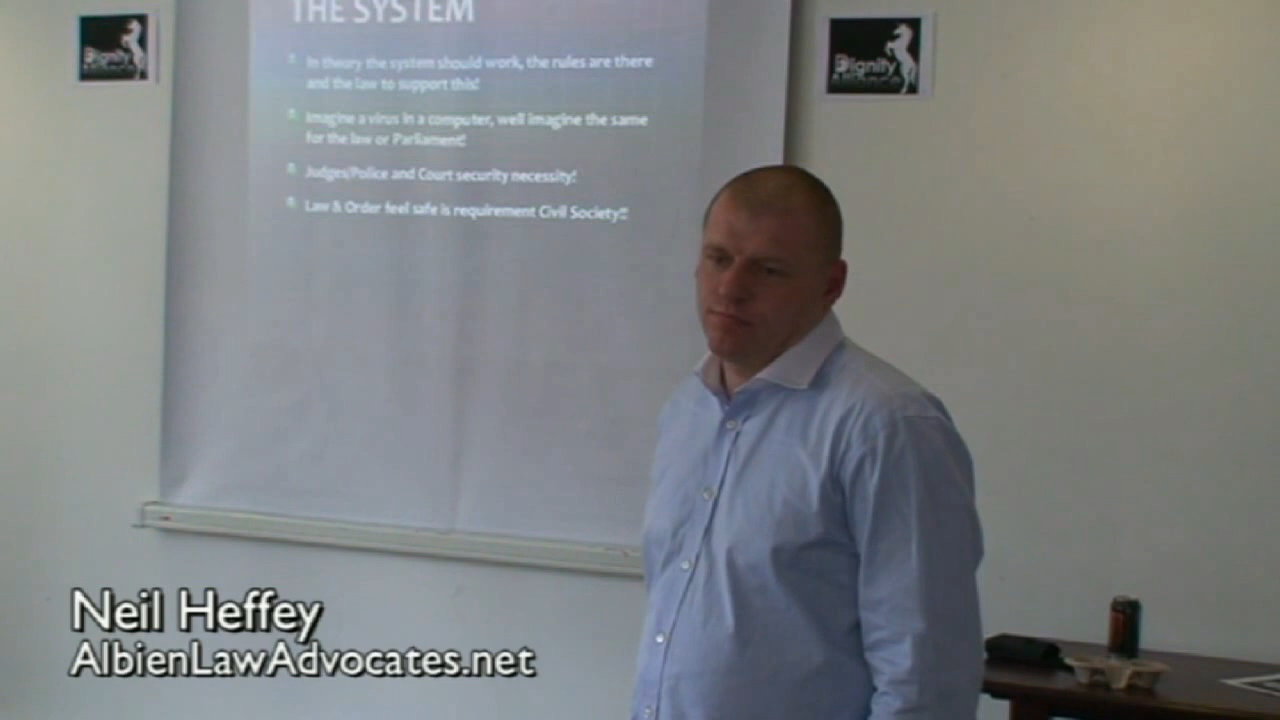 THE SYSTEM
In theory the system should work, the rules are there
and the law to support this!
Imagine a virus in a computer, well imagine the same
for the law or Parliament!
Judges/Police and Court security necessity!
Law & Order feel safe is requirement Civil Society!!
Dignity
Dignity
Neil Heffey
AlbienLawAdvocates.net